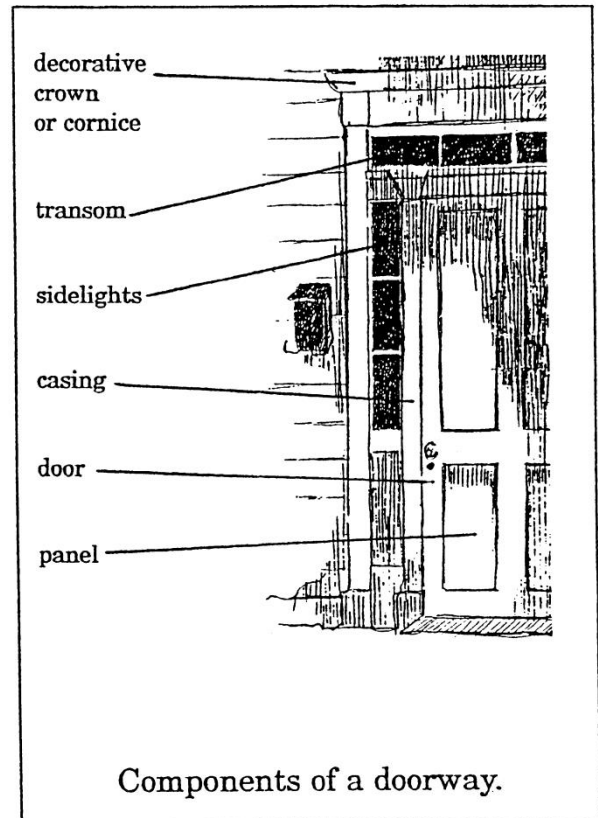 decorative
crown
or cornice
transom
sidelights
casing
door
panel
Components of a doorway.